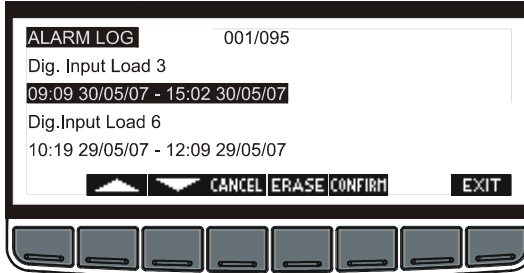 ALARM LOG 001/095
Dig. Input Load 3
09:09 30/05/07 - 15:02 30/05/07
Dig.Input Load 6
10:19 29/05/07 - 12:09 29/05/07
CANCEL ERASE CONFIRM EXIT